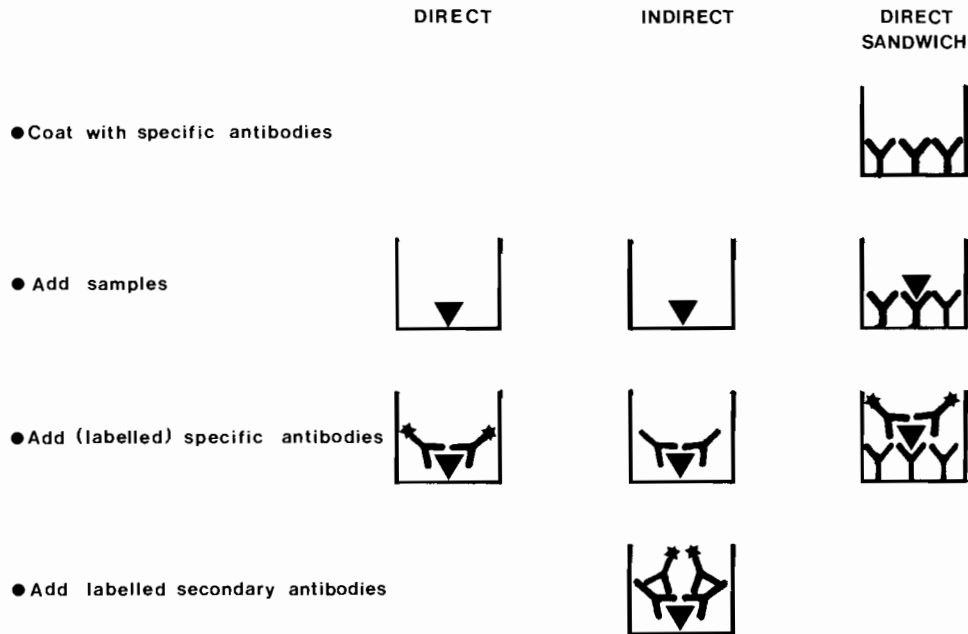 DIRECT
INDIRECT
DIRECT
SANDWICH
●Coat with specific antibodies
● Add samples
●Add (labelled) specific antibodies
●Add labelled secondary antibodies